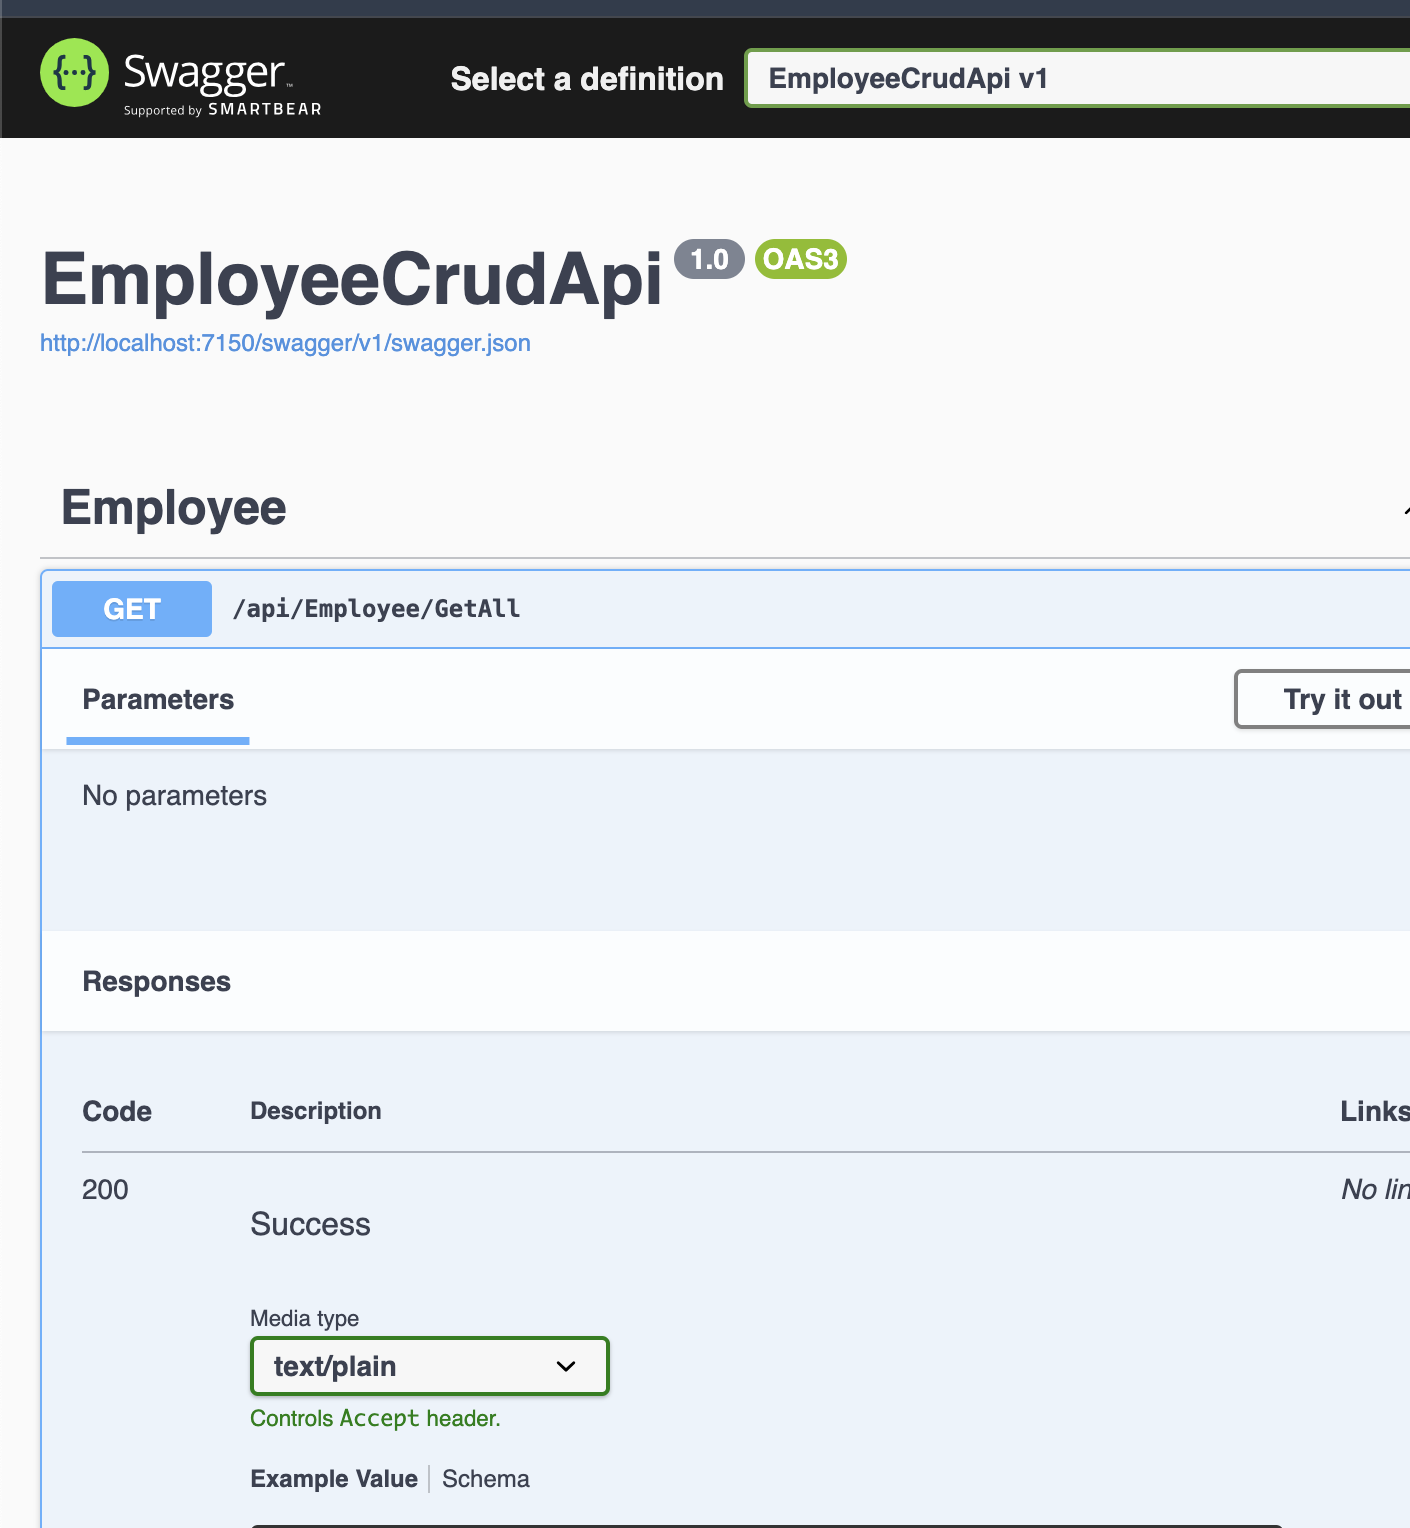 {···} Swagger™
Supported by SMARTBEAR
Select a definition
EmployeeCrudApi v1
EmployeeCrudApi 1.0 OAS3
http://localhost:7150/swagger/v1/swagger.json
Employee
GET /api/Employee/GetAll
Parameters
Try it out
No parameters
Responses
Code Description Links
200
No lin
Success
Media type
text/plain
Controls Accept header.
Example Value Schema